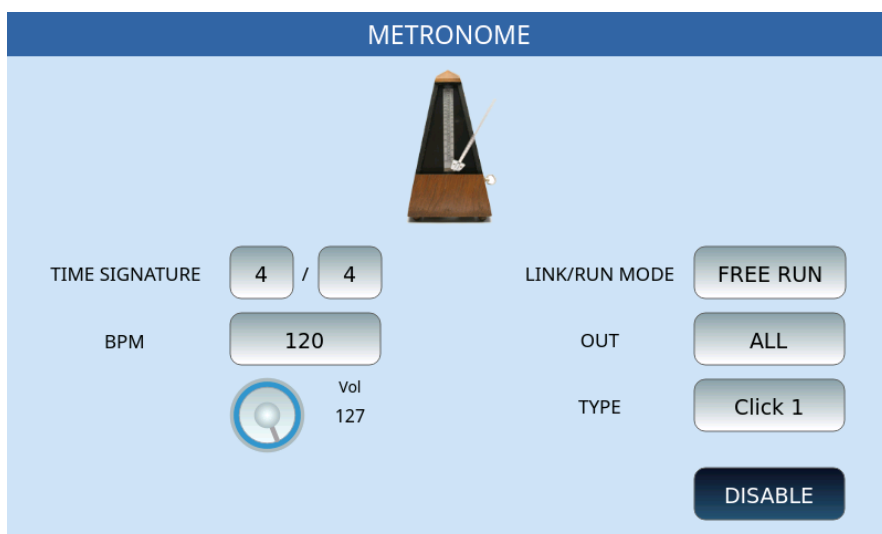 METRONOME
TIME SIGNATURE 4 / 4 LINK/RUN MODE FREE RUN
BPM 120 OUT ALL
Vol
127 TYPE Click 1
DISABLE